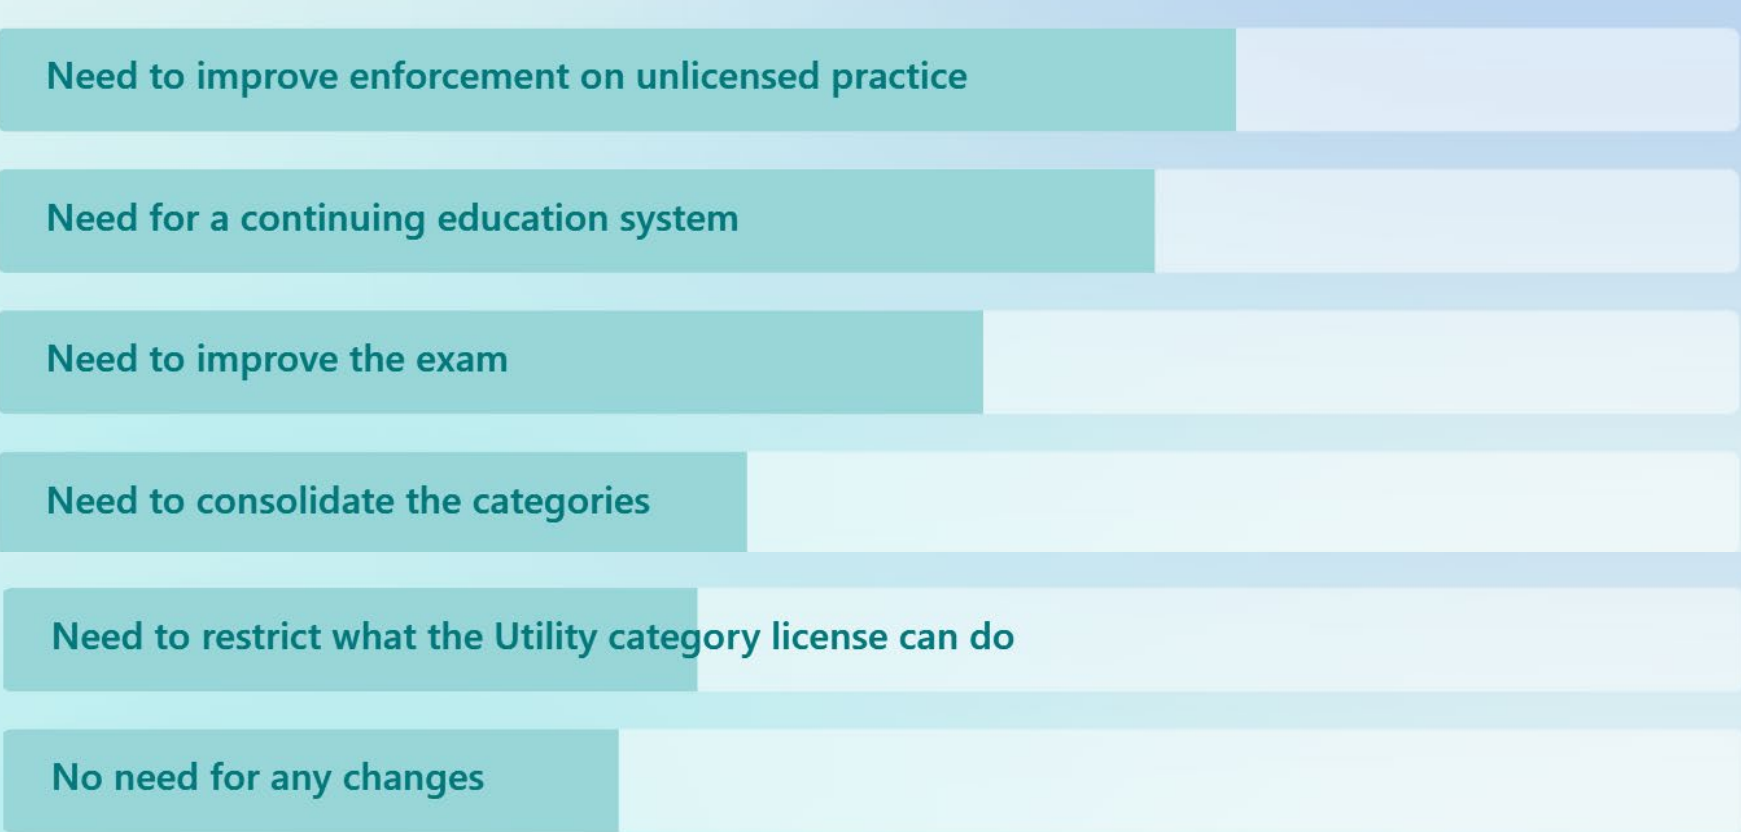 Need to improve enforcement on unlicensed practice
Need for a continuing education system
Need to improve the exam
Need to consolidate the categories
Need to restrict what the Utility category license can do
No need for any changes